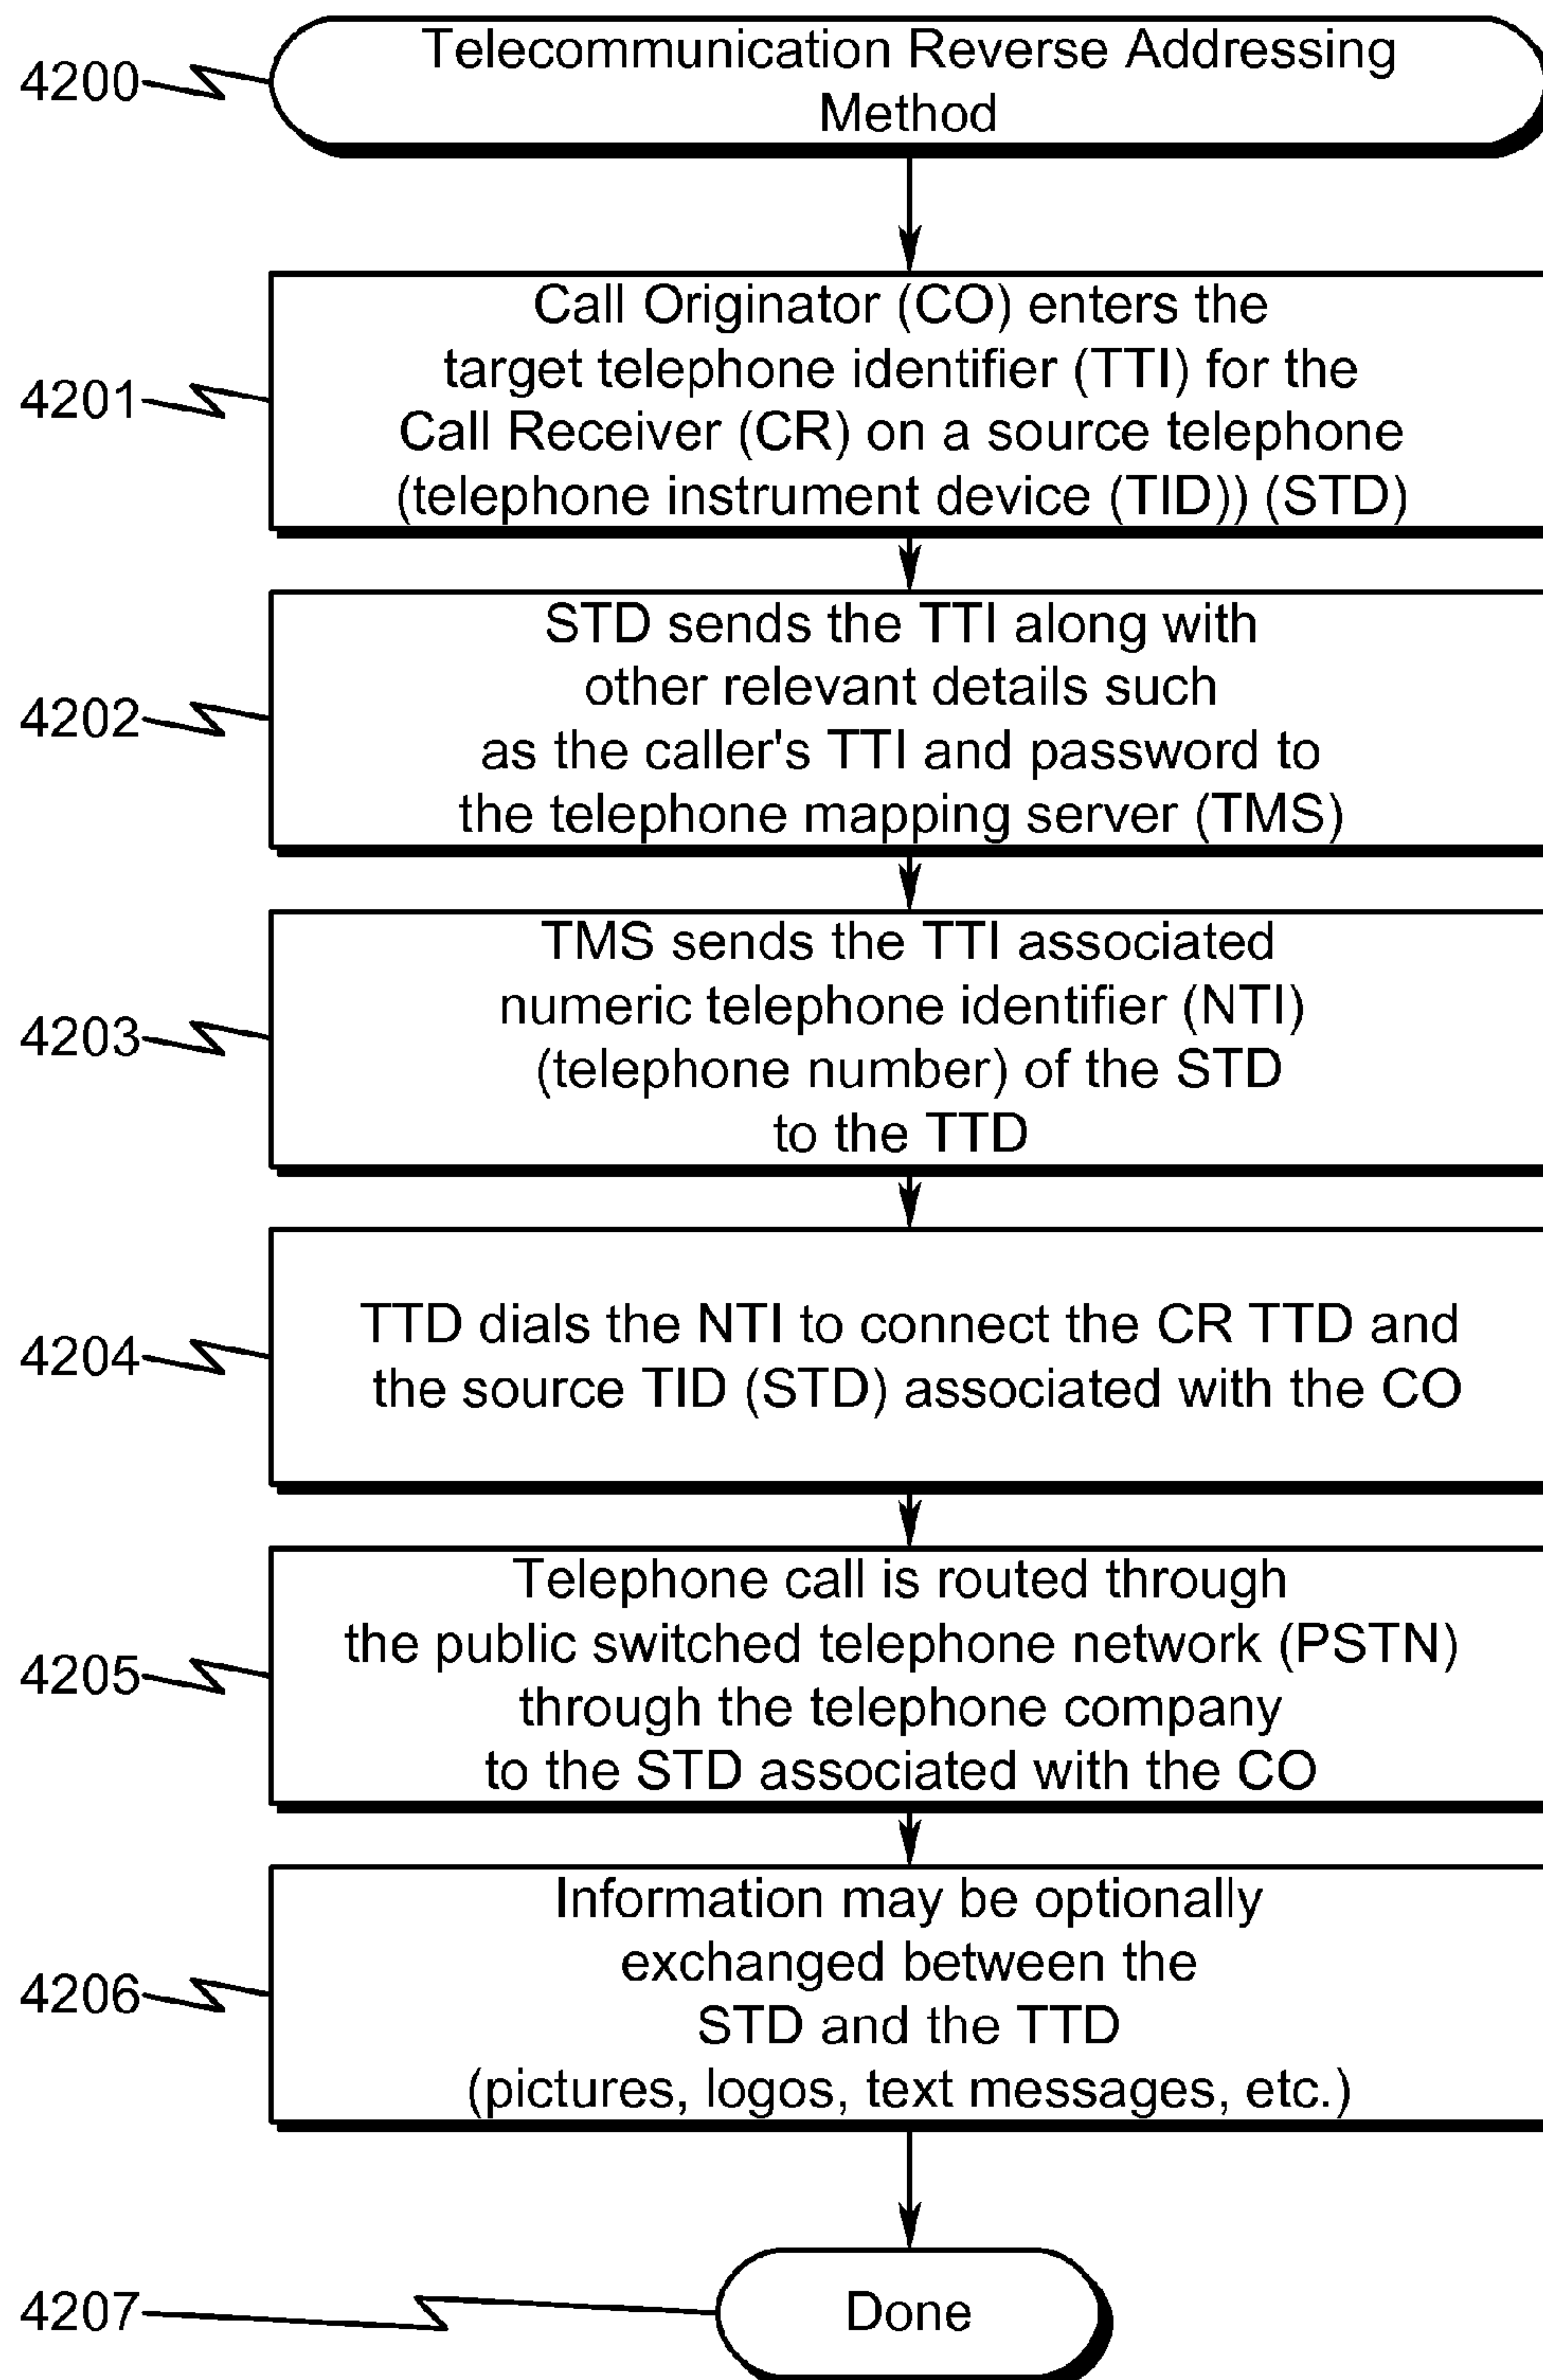 4200
Telecommunication Reverse Addressing
Method
4201
Call Originator (CO) enters the
target telephone identifier (TTI) for the
Call Receiver (CR) on a source telephone
(telephone instrument device (TID)) (STD)
4202
STD sends the TTI along with
other relevant details such
as the caller's TTI and password to
the telephone mapping server (TMS)
4203
TMS sends the TTI associated
numeric telephone identifier (NTI)
(telephone number) of the STD
to the TTD
4204
TTD dials the NTI to connect the CR TTD and
the source TID (STD) associated with the CO
4205
Telephone call is routed through
the public switched telephone network (PSTN)
through the telephone company
to the STD associated with the CO
4206
Information may be optionally
exchanged between the
STD and the TTD
(pictures, logos, text messages, etc.)
4207
Done